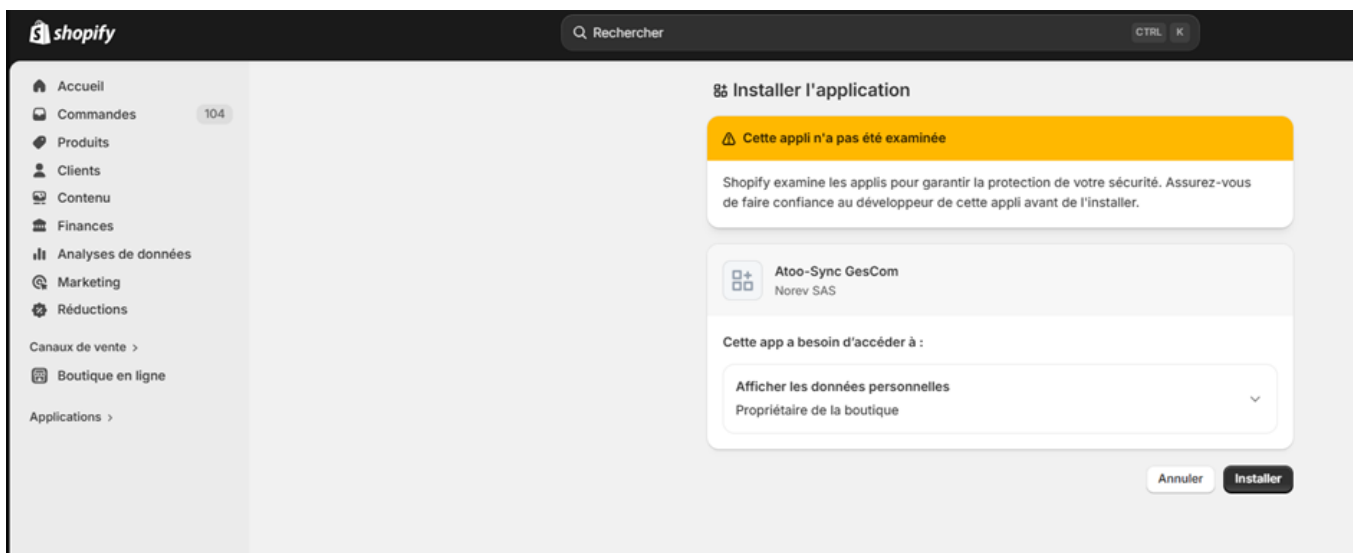 shopify
Rechercher
CTRL K
Accueil
Commandes 104
Produits
Clients
Contenu
Finances
Analyses de données
Marketing
Réductions
Canaux de vente >
Boutique en ligne
Applications >
Installer l'application
Cette appli n'a pas été examinée
Shopify examine les applis pour garantir la protection de votre sécurité. Assurez-vous
de faire confiance au développeur de cette appli avant de l'installer.
Atoo-Sync GesCom
Norev SAS
Cette app a besoin d'accéder à :
Afficher les données personnelles
Propriétaire de la boutique
Annuler Installer